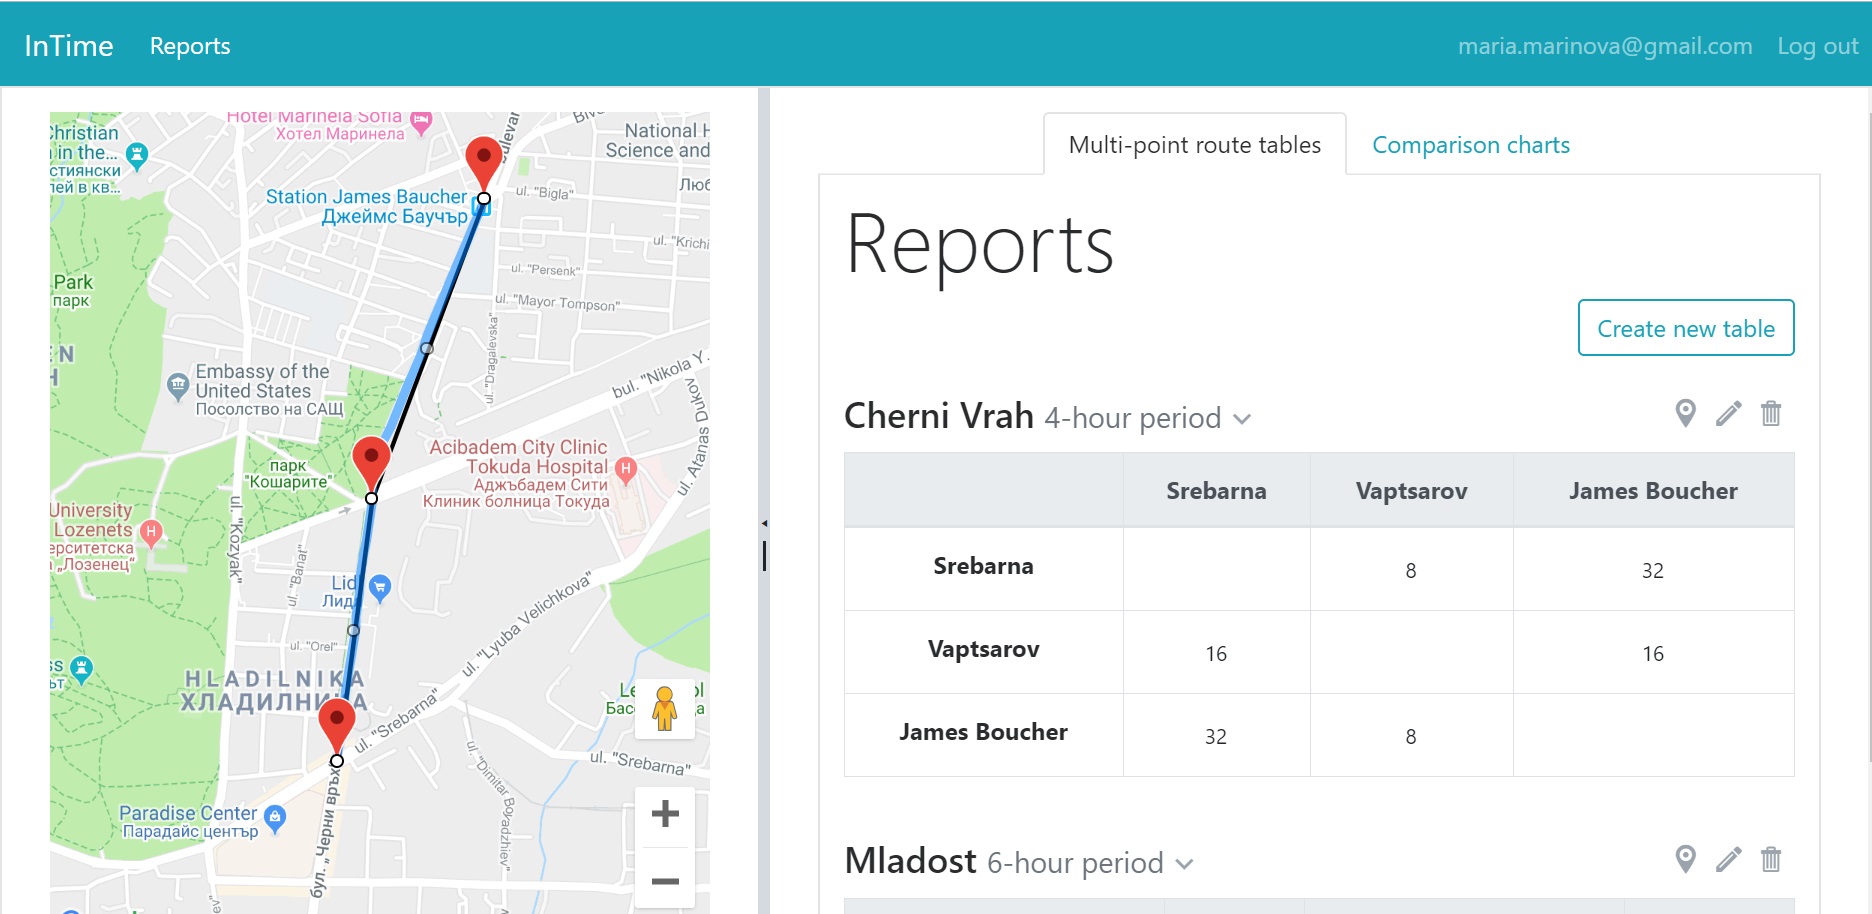 InTime Reports maria.marinova@gmail.com Log out
Hotel Marinela Sofia
Хотел Маринела
Christian
in the...
National H
Science and
Люб
ul. "Bigla"
Station James Baucher
Джеймс Баучър
ul. "Krichi
ul. "Persenk"
Park
парк
ul. "Mayor Tompson"
ul. "Dragalevska"
Embassy of the
United States
Посолство на САЩ
bul. "Nikola Y.
ul. "Atanas Dukov
Acibadem City Clinic
Tokuda Hospital
Аджъбадем Сити
Клиник болница Токуда
парк
"Кошарите"
University
Lozenets
"Лозенец"
ul. "Kozyak"
ul. "Banat"
Lid
Лидл
ul. "Lyuba Velichkova"
ul. "Orel"
HLADILNIKA
ХЛАДИЛНИКА
ul. "Srebarna"
ul. "Srebarna"
ul. "Dimitar Boyadzhiev"
Paradise Center
Парадайс център
бул. „Черни връх
Multi-point route tables Comparison charts
Reports
Create new table
Cherni Vrah 4-hour period
Srebarna Vaptsarov James Boucher
Srebarna 8 32
Vaptsarov 16 16
James Boucher 32 8
Mladost 6-hour period